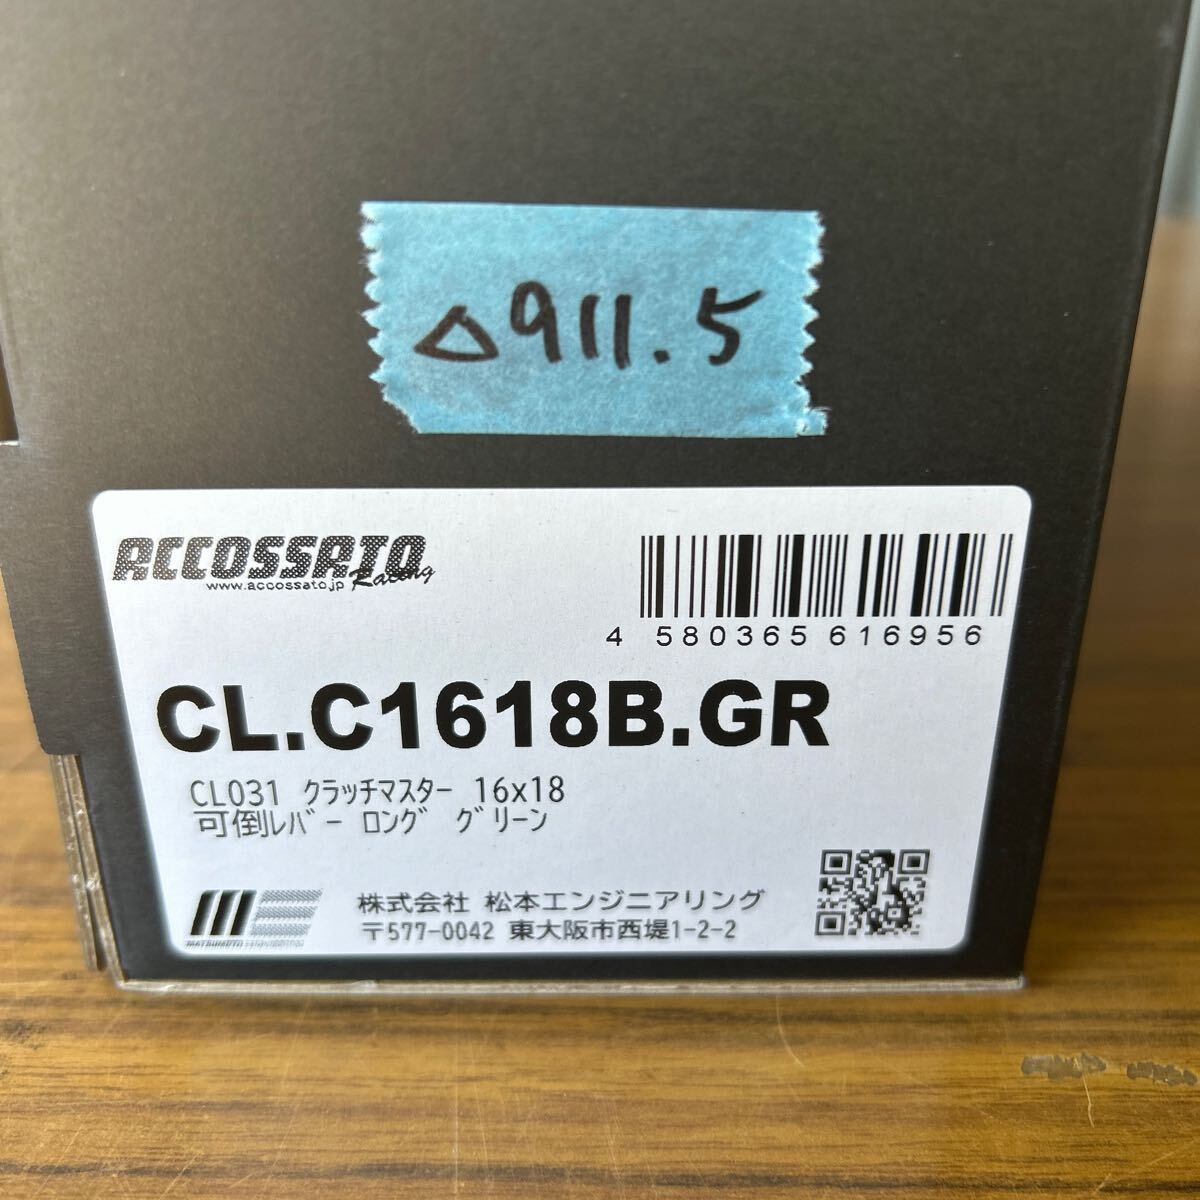 △911.5
ACCOSSATO
www.accossato.jp Racing
4 580365 616956
CL.C1618B.GR
CL031 クラッチマスター 16x18
可倒レバー ロング グリーン
ME
株式会社 松本エンジニアリング
〒577-0042 東大阪市西堤1-2-2
MATSUMOTO ENGINEERING